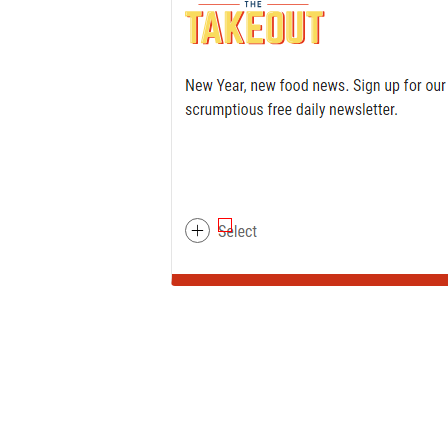 THE
TAKEOUT
New Year, new food news. Sign up for our
scrumptious free daily newsletter.
Select